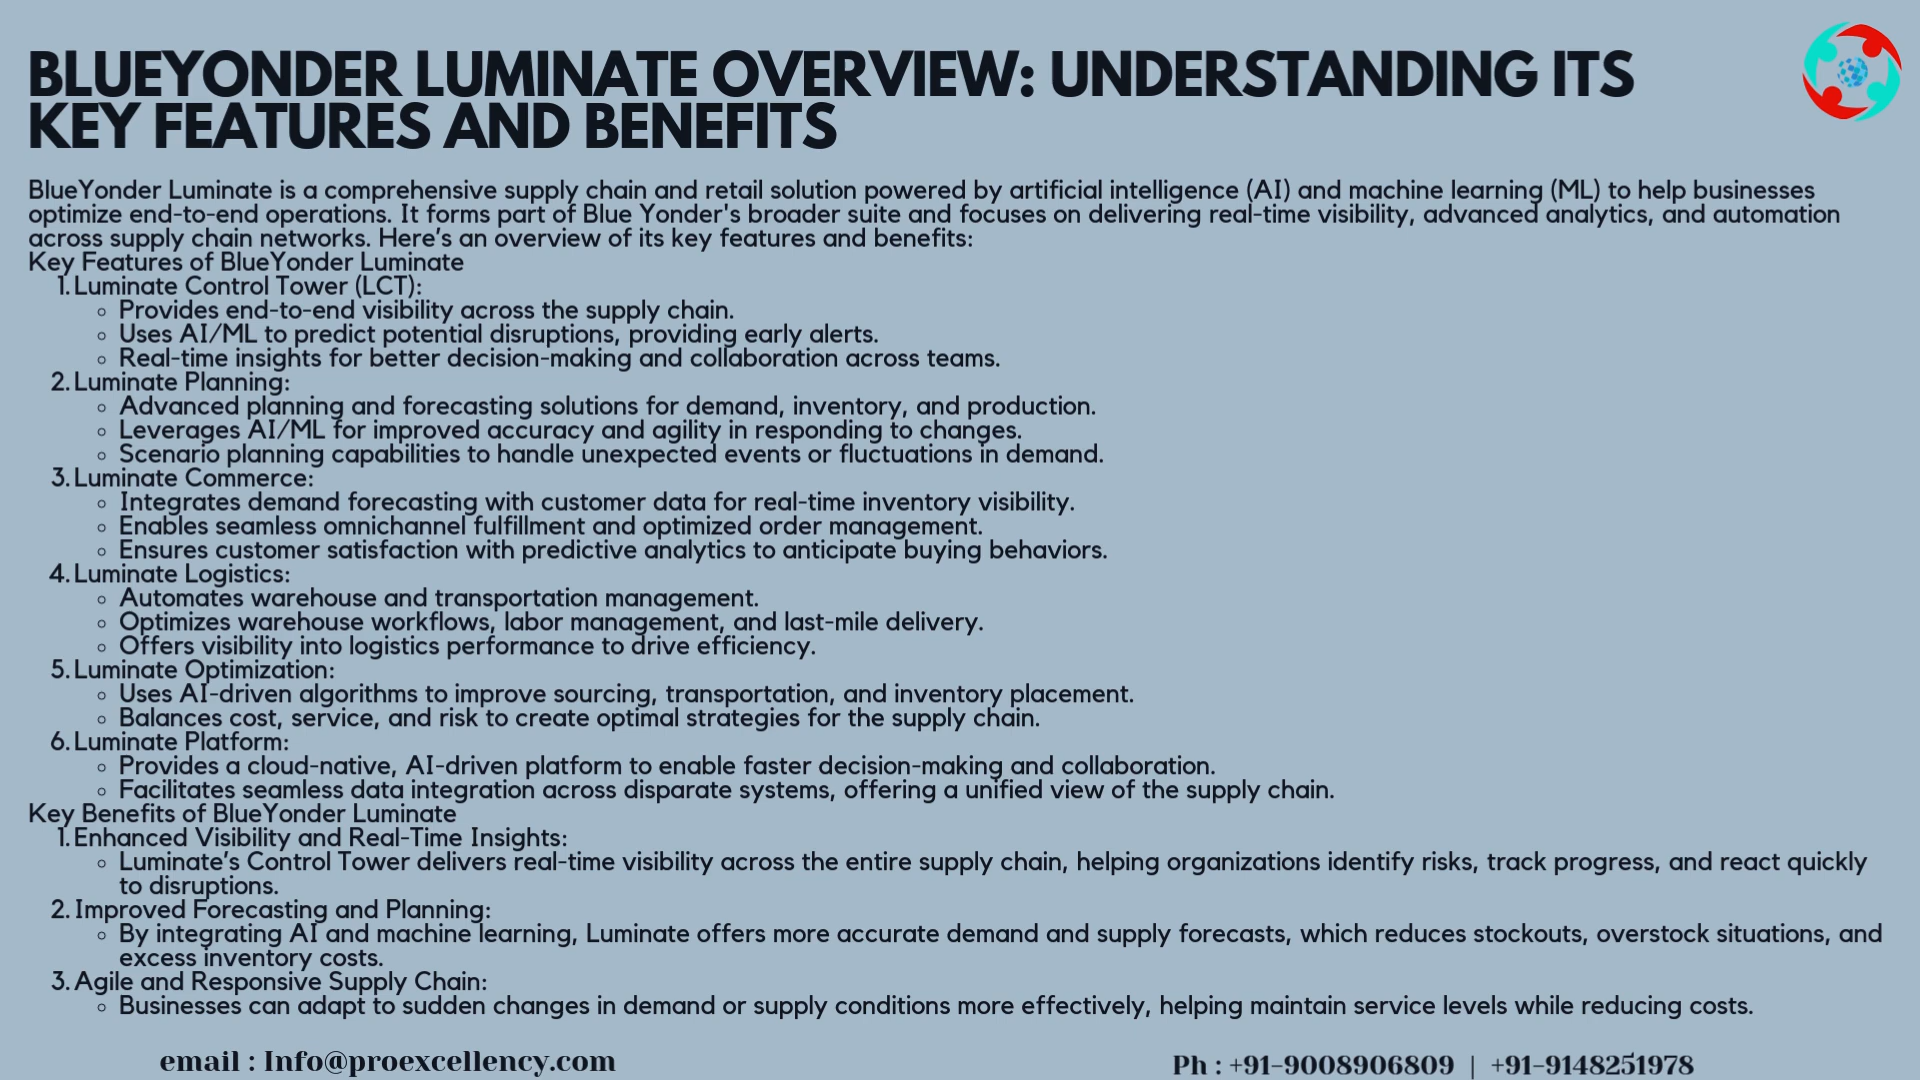 BLUEYONDER LUMINATE OVERVIEW: UNDERSTANDING ITS
KEY FEATURES AND BENEFITS
BlueYonder Luminate is a comprehensive supply chain and retail solution powered by artificial intelligence (AI) and machine learning (ML) to help businesses
optimize end-to-end operations. It forms part of Blue Yonder's broader suite and focuses on delivering real-time visibility, advanced analytics, and automation
across supply chain networks. Here’s an overview of its key features and benefits:
Key Features of BlueYonder Luminate
1. Luminate Control Tower (LCT):
◦ Provides end-to-end visibility across the supply chain.
◦ Uses AI/ML to predict potential disruptions, providing early alerts.
◦ Real-time insights for better decision-making and collaboration across teams.
2. Luminate Planning:
◦ Advanced planning and forecasting solutions for demand, inventory, and production.
◦ Leverages AI/ML for improved accuracy and agility in responding to changes.
◦ Scenario planning capabilities to handle unexpected events or fluctuations in demand.
3. Luminate Commerce:
◦ Integrates demand forecasting with customer data for real-time inventory visibility.
◦ Enables seamless omnichannel fulfillment and optimized order management.
◦ Ensures customer satisfaction with predictive analytics to anticipate buying behaviors.
4. Luminate Logistics:
◦ Automates warehouse and transportation management.
◦ Optimizes warehouse workflows, labor management, and last-mile delivery.
◦ Offers visibility into logistics performance to drive efficiency.
5. Luminate Optimization:
◦ Uses AI-driven algorithms to improve sourcing, transportation, and inventory placement.
◦ Balances cost, service, and risk to create optimal strategies for the supply chain.
6. Luminate Platform:
◦ Provides a cloud-native, AI-driven platform to enable faster decision-making and collaboration.
◦ Facilitates seamless data integration across disparate systems, offering a unified view of the supply chain.
Key Benefits of BlueYonder Luminate
1. Enhanced Visibility and Real-Time Insights:
◦ Luminate’s Control Tower delivers real-time visibility across the entire supply chain, helping organizations identify risks, track progress, and react quickly
to disruptions.
2. Improved Forecasting and Planning:
◦ By integrating AI and machine learning, Luminate offers more accurate demand and supply forecasts, which reduces stockouts, overstock situations, and
excess inventory costs.
3. Agile and Responsive Supply Chain:
◦ Businesses can adapt to sudden changes in demand or supply conditions more effectively, helping maintain service levels while reducing costs.
email : Info@proexcellency.com
Ph : +91-9008906809 | +91-9148251978